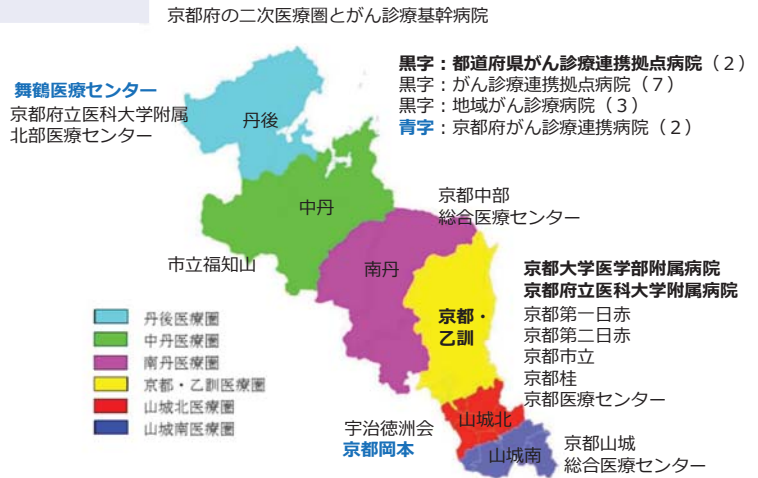 京都府の二次医療圏とがん診療基幹病院
黒字：都道府県がん診療連携拠点病院（2）
黒字：がん診療連携拠点病院（7）
黒字：地域がん診療病院（3）
青字：京都府がん診療連携病院（2）
舞鶴医療センター
京都府立医科大学附属
北部医療センター
丹後
中丹
市立福知山
京都中部
総合医療センター
南丹
京都・
乙訓
京都大学医学部附属病院
京都府立医科大学附属病院
京都第一日赤
京都第二日赤
京都市立
京都桂
京都医療センター
丹後医療圏
中丹医療圏
南丹医療圏
京都・乙訓医療圏
山城北医療圏
山城南医療圏
宇治徳洲会
京都岡本
山城北
山城南
京都山城
総合医療センター